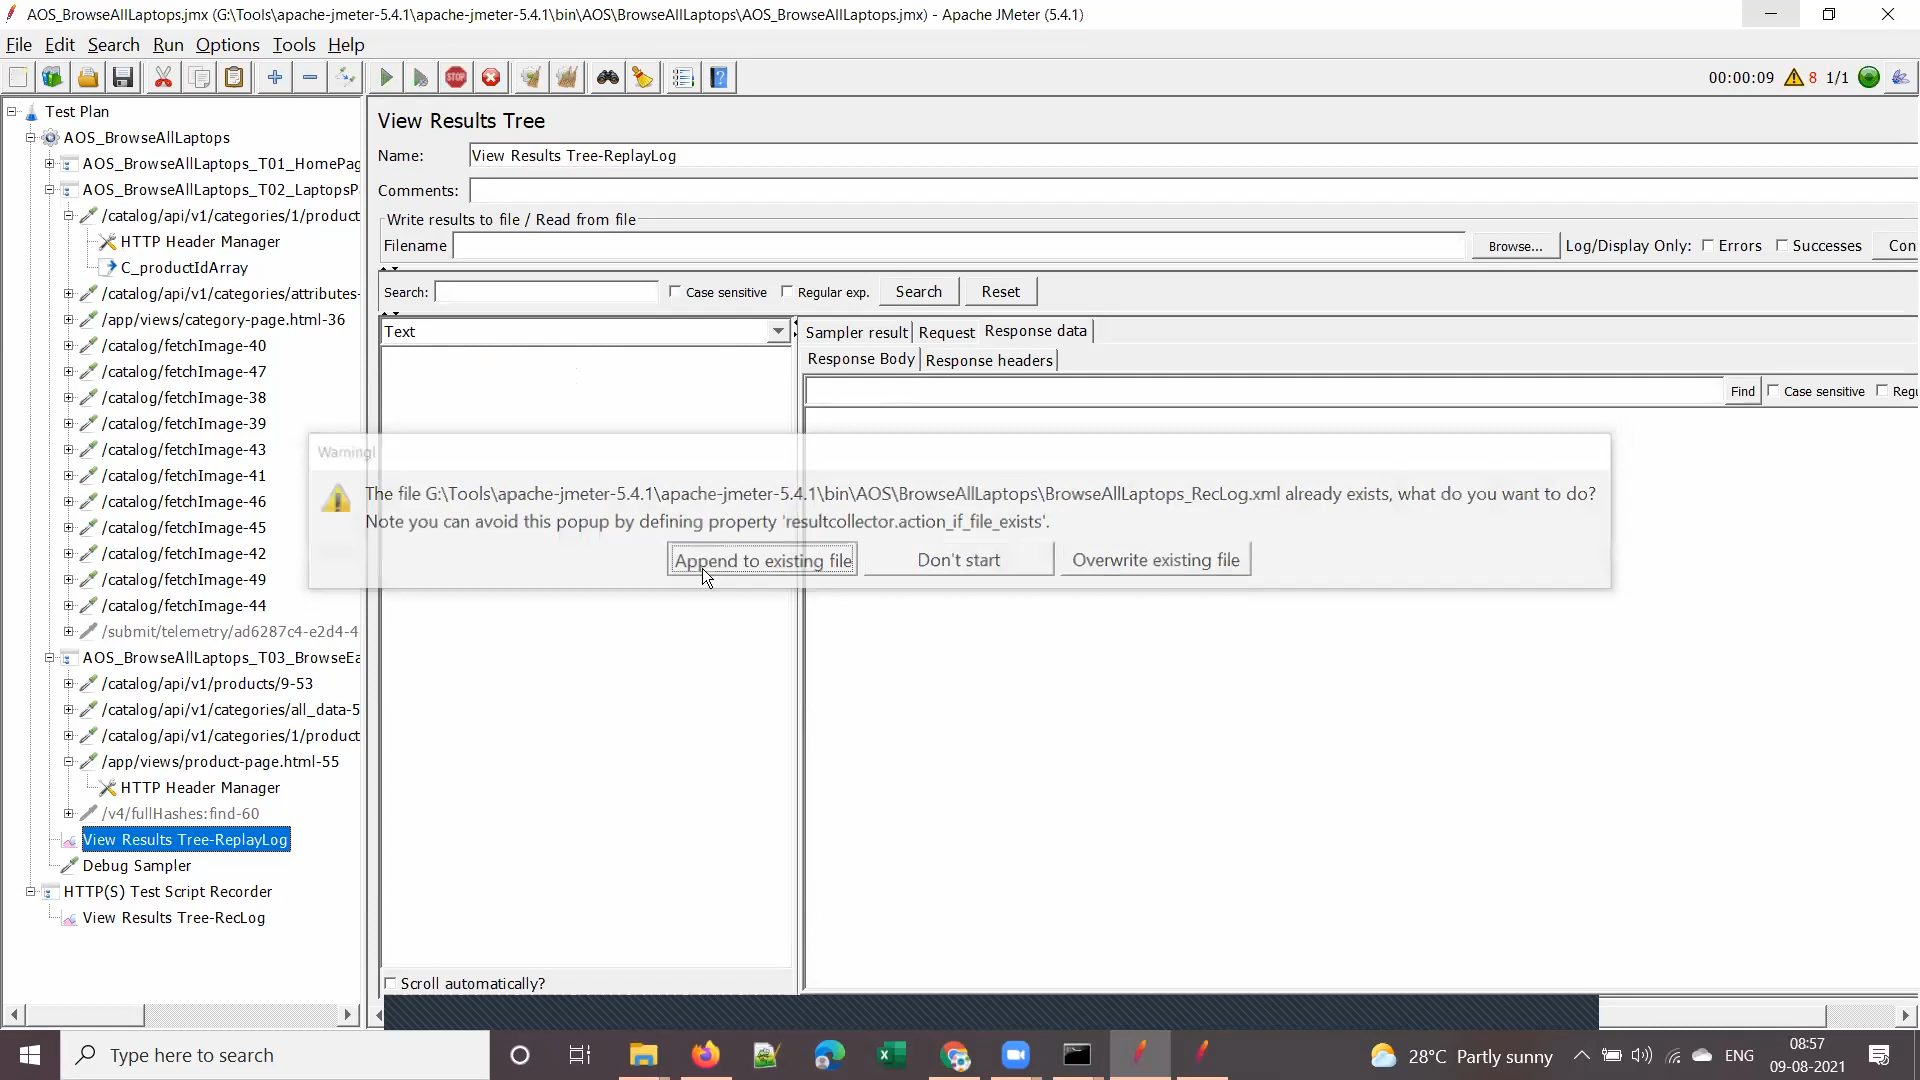 AOS_BrowseAllLaptops.jmx (G:\Tools\apache-jmeter-5.4.1\apache-jmeter-5.4.1\bin\AOS\BrowseAllLaptops\AOS_BrowseAllLaptops.jmx) - Apache JMeter (5.4.1)
File Edit Search Run Options Tools Help
STOP 00:00:09 8 1/1
Test Plan
AOS_BrowseAllLaptops
AOS_BrowseAllLaptops_T01_HomePag
AOS_BrowseAllLaptops_T02_LaptopsP
/catalog/api/v1/categories/1/product
HTTP Header Manager
C_productIdArray
/catalog/api/v1/categories/attributes-
/app/views/category-page.html-36
/catalog/fetchImage-40
/catalog/fetchImage-47
/catalog/fetchImage-38
/catalog/fetchImage-39
/catalog/fetchImage-43
/catalog/fetchImage-41
/catalog/fetchImage-46
/catalog/fetchImage-45
/catalog/fetchImage-42
/catalog/fetchImage-49
/catalog/fetchImage-44
/submit/telemetry/ad6287c4-e2d4-4
AOS_BrowseAllLaptops_T03_BrowseEa
/catalog/api/v1/products/9-53
/catalog/api/v1/categories/all_data-5
/catalog/api/v1/categories/1/product
/app/views/product-page.html-55
HTTP Header Manager
/v4/fullHashes:find-60
View Results Tree-ReplayLog
Debug Sampler
HTTP(S) Test Script Recorder
View Results Tree-RecLog
View Results Tree
Name: View Results Tree-ReplayLog
Comments:
Write results to file / Read from file
Filename Browse... Log/Display Only: Errors Successes Con
Search: Case sensitive Regular exp. Search Reset
Text
Sampler result Request Response data
Response Body Response headers
Find Case sensitive Regu
Warning!
The file G:\Tools\apache-jmeter-5.4.1\apache-jmeter-5.4.1\bin\AOS\BrowseAllLaptops\BrowseAllLaptops_RecLog.xml already exists, what do you want to do?
Note you can avoid this popup by defining property 'resultcollector.action_if_file_exists'.
Append to existing file Don't start Overwrite existing file
Scroll automatically?
Type here to search
28°C Partly sunny ENG 08:57
09-08-2021